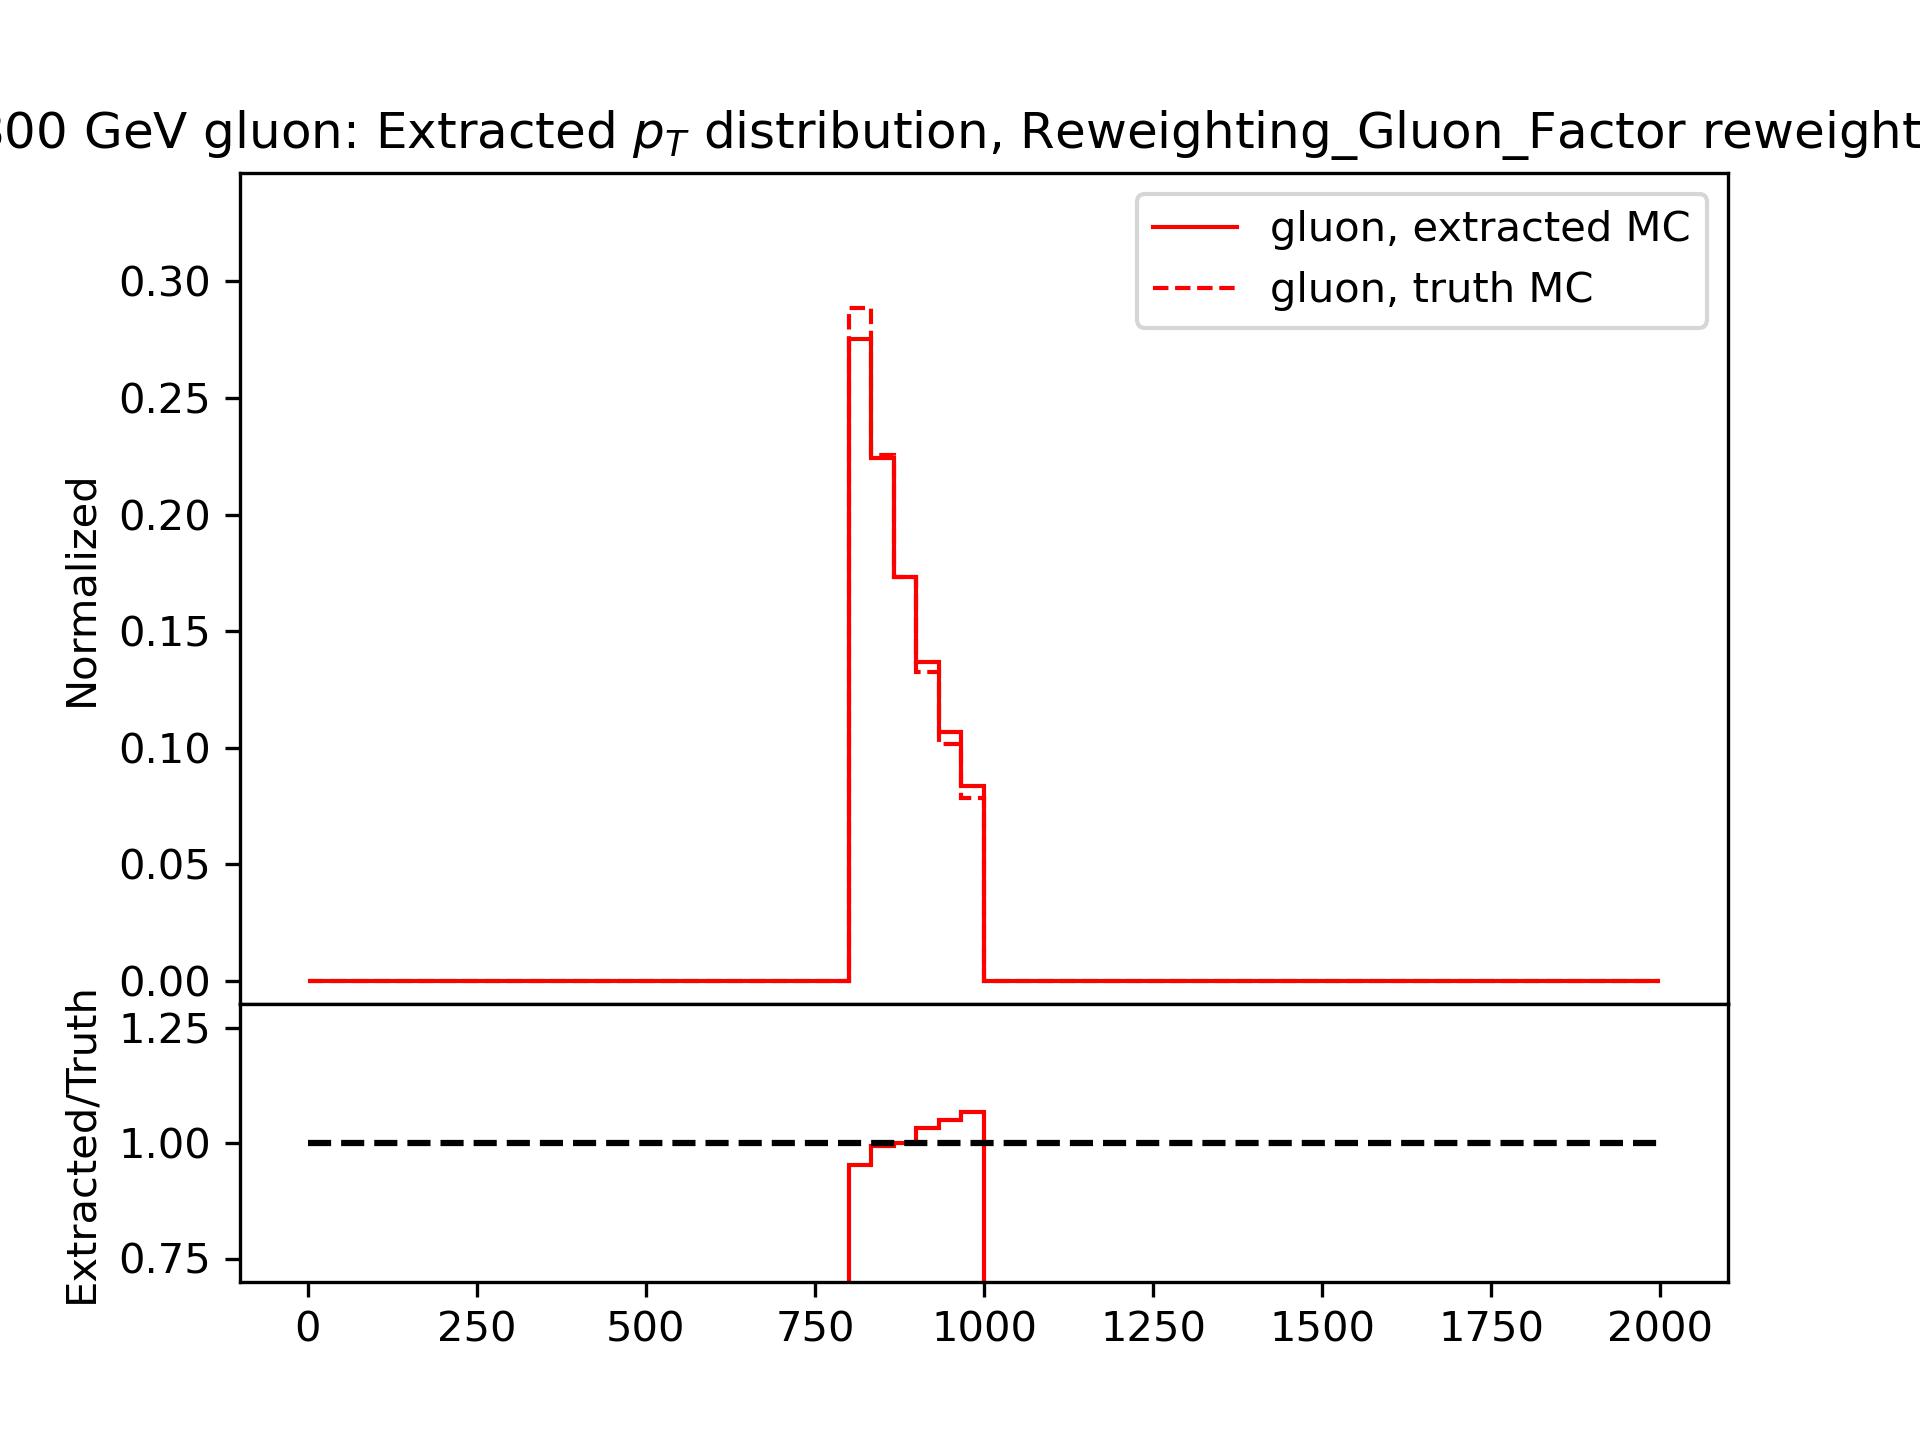 00 GeV gluon: Extracted pT distribution, Reweighting_Gluon_Factor reweight
gluon, extracted MC
gluon, truth MC
Normalized
0.30
0.25
0.20
0.15
0.10
0.05
0.00
Extracted/Truth
1.25
1.00
0.75
0 250 500 750 1000 1250 1500 1750 2000